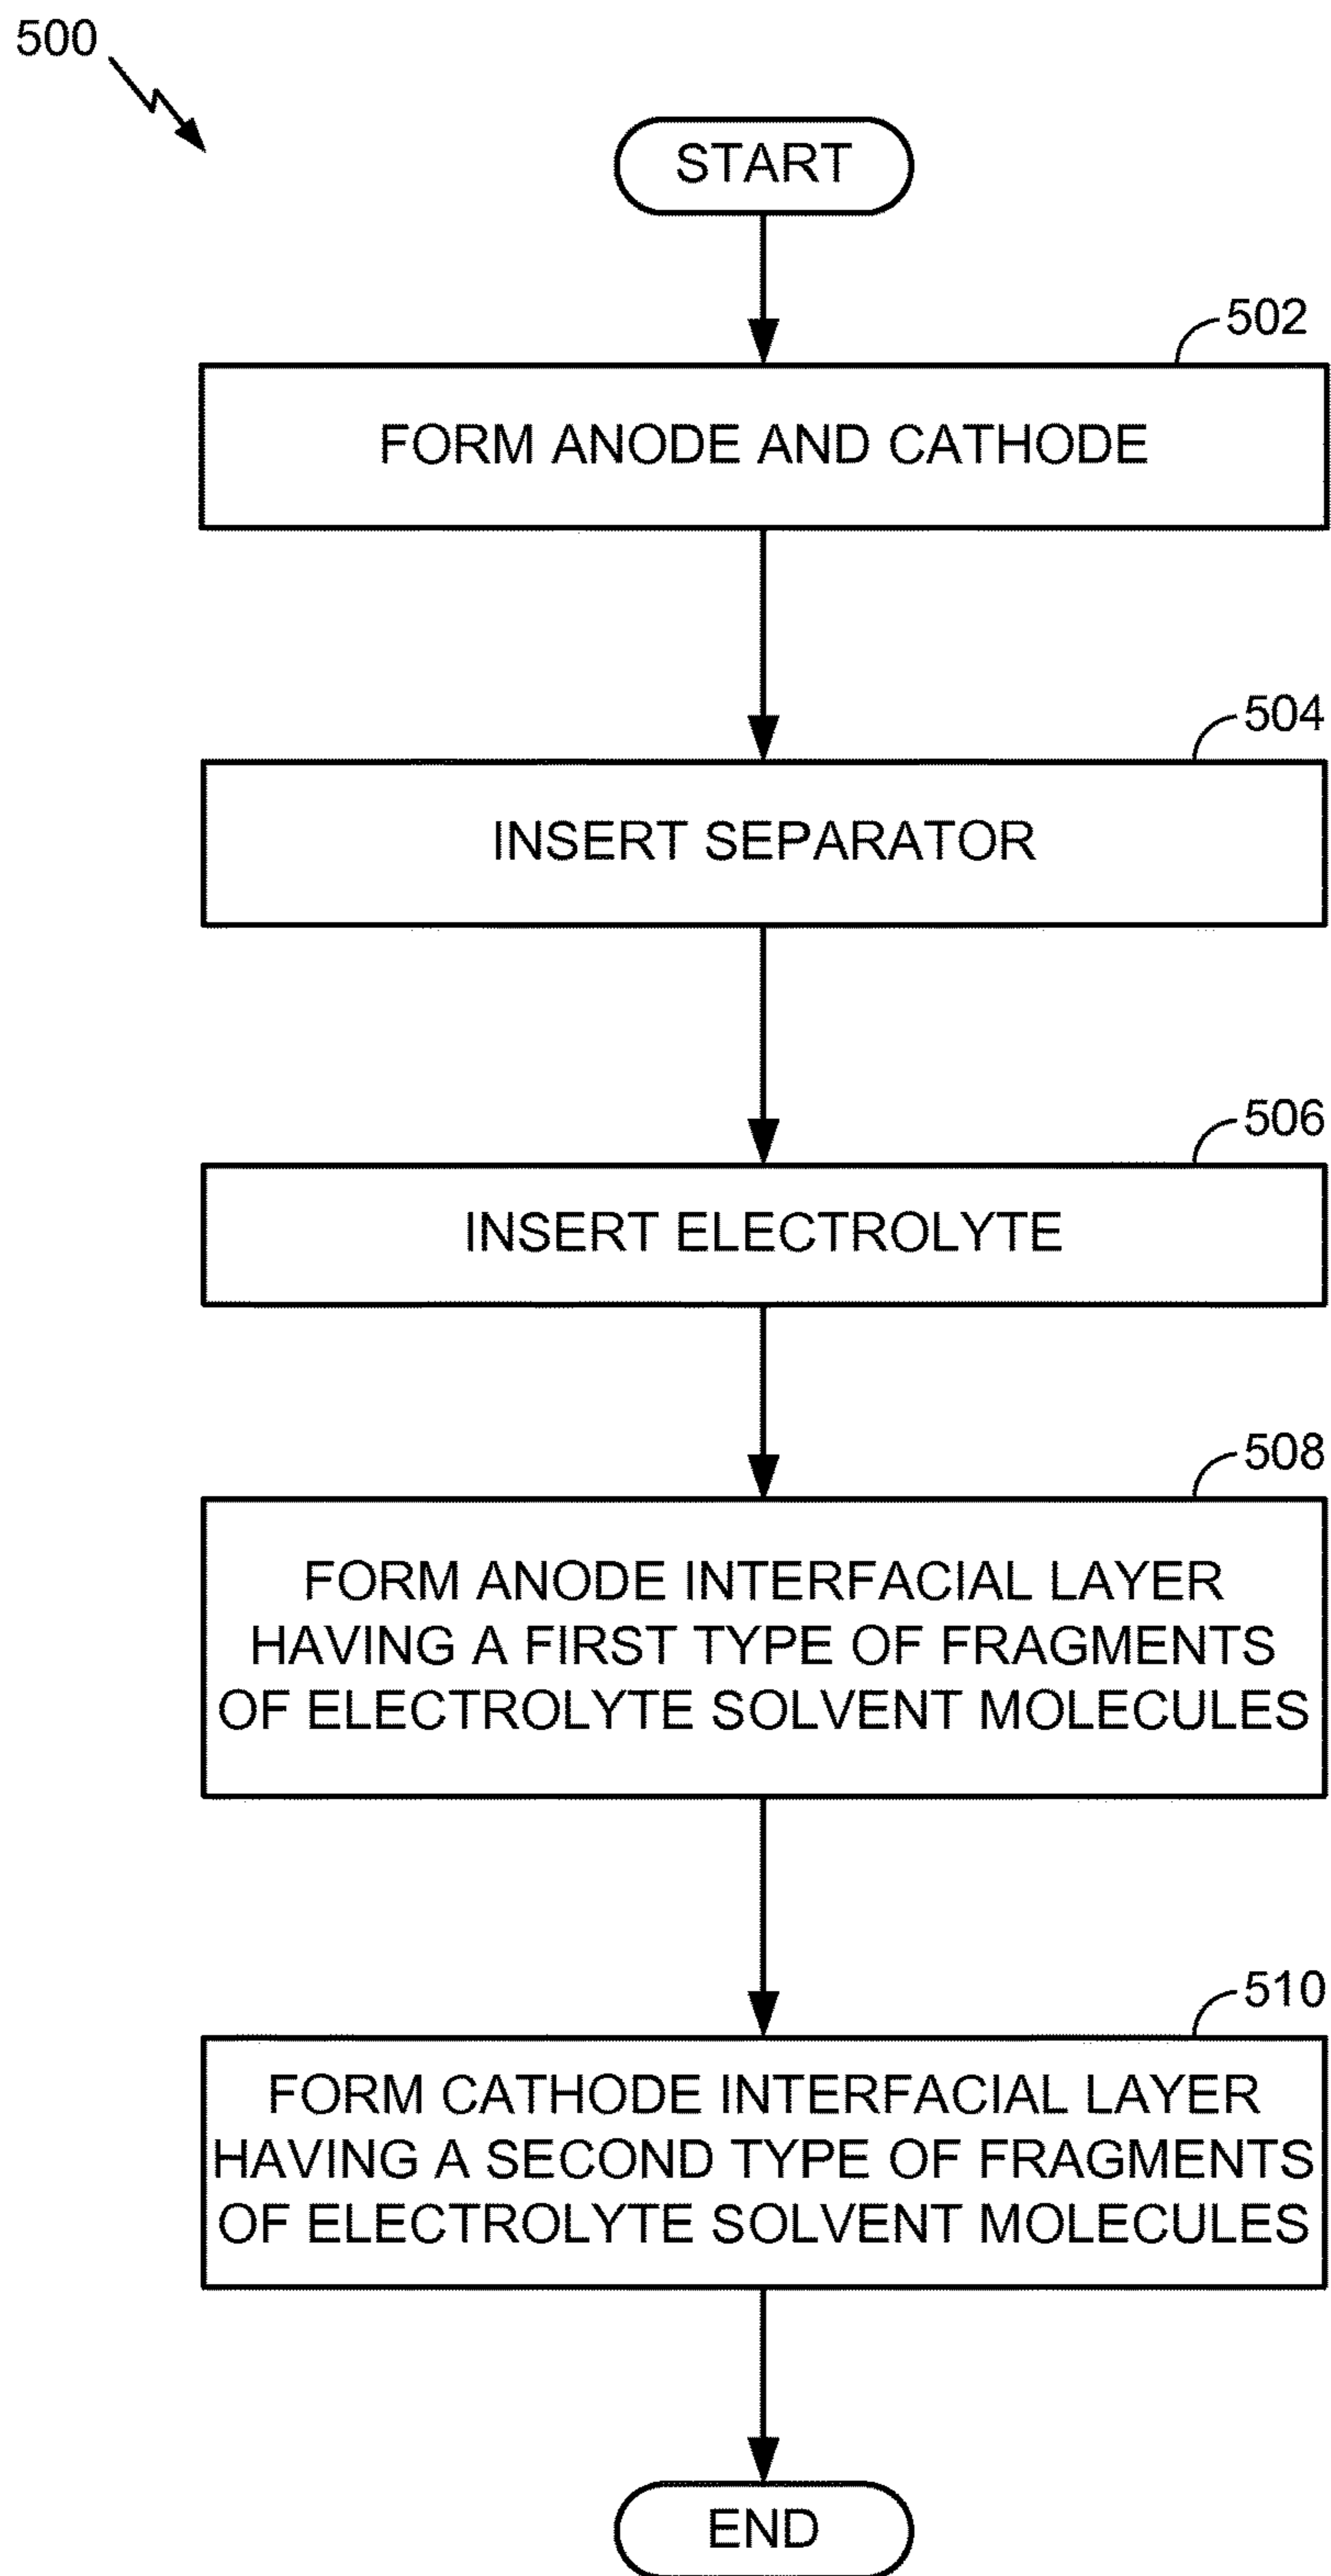 500
START
502
FORM ANODE AND CATHODE
504
INSERT SEPARATOR
506
INSERT ELECTROLYTE
508
FORM ANODE INTERFACIAL LAYER
HAVING A FIRST TYPE OF FRAGMENTS
OF ELECTROLYTE SOLVENT MOLECULES
510
FORM CATHODE INTERFACIAL LAYER
HAVING A SECOND TYPE OF FRAGMENTS
OF ELECTROLYTE SOLVENT MOLECULES
END